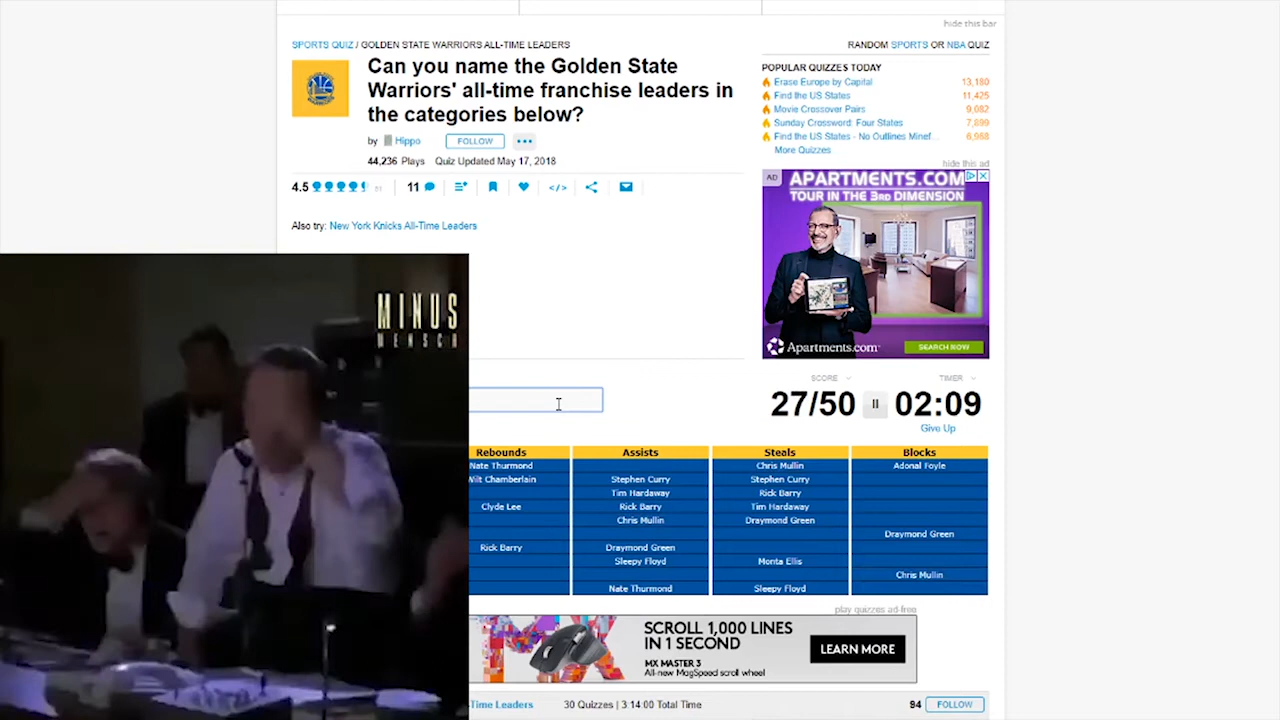 hide this bar
SPORTS QUIZ / GOLDEN STATE WARRIORS ALL-TIME LEADERS
RANDOM SPORTS OR NBA QUIZ
Can you name the Golden State
Warriors' all-time franchise leaders in
the categories below?
by Hippo FOLLOW
44,236 Plays Quiz Updated May 17, 2018
4.5
11
Also try: New York Knicks All-Time Leaders
POPULAR QUIZZES TODAY
Erase Europe by Capital 13,180
Find the US States 11,425
Movie Crossover Pairs 9,082
Sunday Crossword: Four States 7,899
Find the US States - No Outlines Minef... 6,968
More Quizzes
hide this ad
AD
APARTMENTS.COM
TOUR IN THE 3RD DIMENSION
Apartments.com
SEARCH NOW
MINUS
MENSCH
SCORE TIMER
27/50 02:09
Give Up
Rebounds Assists Steals Blocks
Nate Thurmond Chris Mullin Adonal Foyle
Wilt Chamberlain Stephen Curry Stephen Curry
Tim Hardaway Rick Barry
Clyde Lee Rick Barry Tim Hardaway
Chris Mullin Draymond Green
Draymond Green
Rick Barry Draymond Green
Sleepy Floyd Monta Ellis
Chris Mullin
Nate Thurmond Sleepy Floyd
play quizzes ad-free
SCROLL 1,000 LINES
IN 1 SECOND
MX MASTER 3
All-new MagSpeed scroll wheel
LEARN MORE
-Time Leaders 30 Quizzes | 3:14:00 Total Time 94 FOLLOW